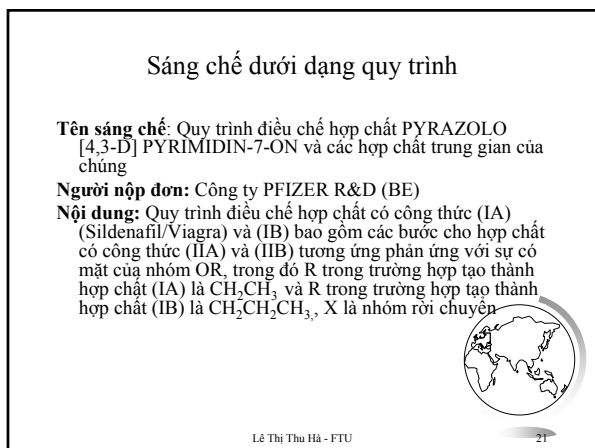 Sáng chế dưới dạng quy trình
Tên sáng chế: Quy trình điều chế hợp chất PYRAZOLO
[4,3-D] PYRIMIDIN-7-ON và các hợp chất trung gian của
chúng
Người nộp đơn: Công ty PFIZER R&D (BE)
Nội dung: Quy trình điều chế hợp chất có công thức (IA)
(Sildenafil/Viagra) và (IB) bao gồm các bước cho hợp chất
có công thức (IIA) và (IIB) tương ứng phản ứng với sự có
mặt của nhóm OR, trong đó R trong trường hợp tạo thành
hợp chất (IA) là CH₂CH₃ và R trong trường hợp tạo thành
hợp chất (IB) là CH₂CH₂CH₃,, X là nhóm rời chuyển
Lê Thị Thu Hà - FTU
21